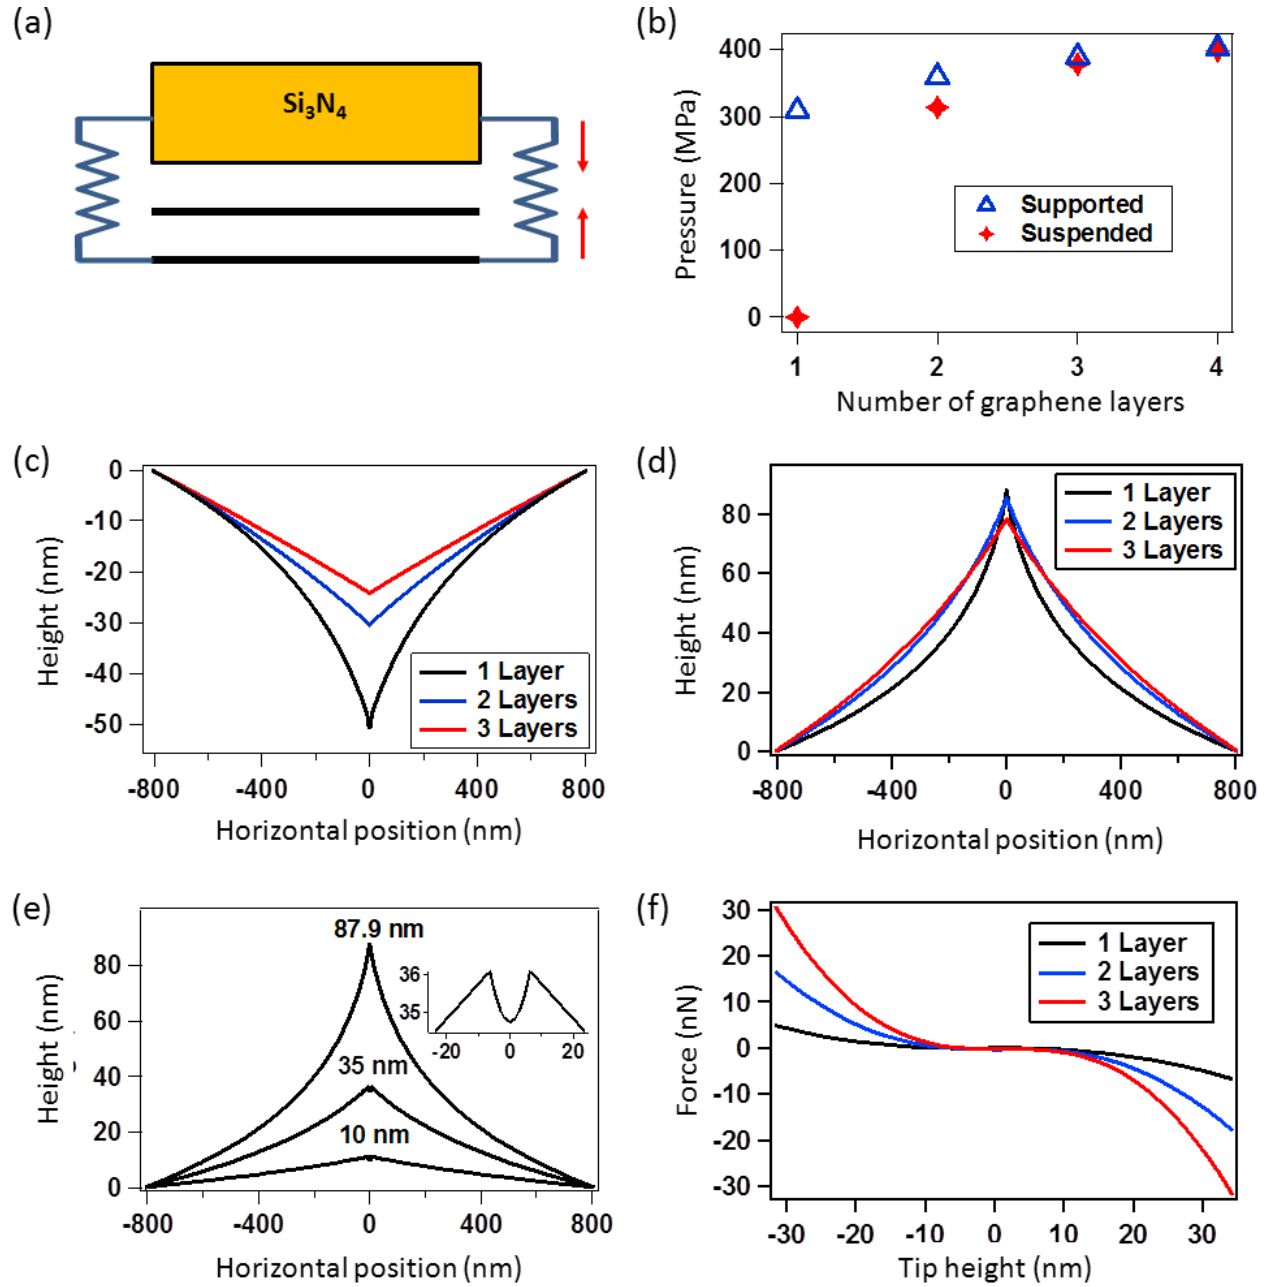 (a)
Si3N4
(b)
Pressure (MPa)
400
300
200
100
0
Supported
Suspended
1 2 3 4
Number of graphene layers
(c)
Height (nm)
0
-10
-20
-30
-40
-50
1 Layer
2 Layers
3 Layers
-800 -400 0 400 800
Horizontal position (nm)
(d)
Height (nm)
80
60
40
20
0
1 Layer
2 Layers
3 Layers
-800 -400 0 400 800
Horizontal position (nm)
(e)
Height (nm)
80
60
40
20
0
87.9 nm
35 nm
10 nm
36
35
-20 0 20
-800 -400 0 400 800
Horizontal position (nm)
(f)
Force (nN)
30
20
10
0
-10
-20
-30
1 Layer
2 Layers
3 Layers
-30 -20 -10 0 10 20 30
Tip height (nm)